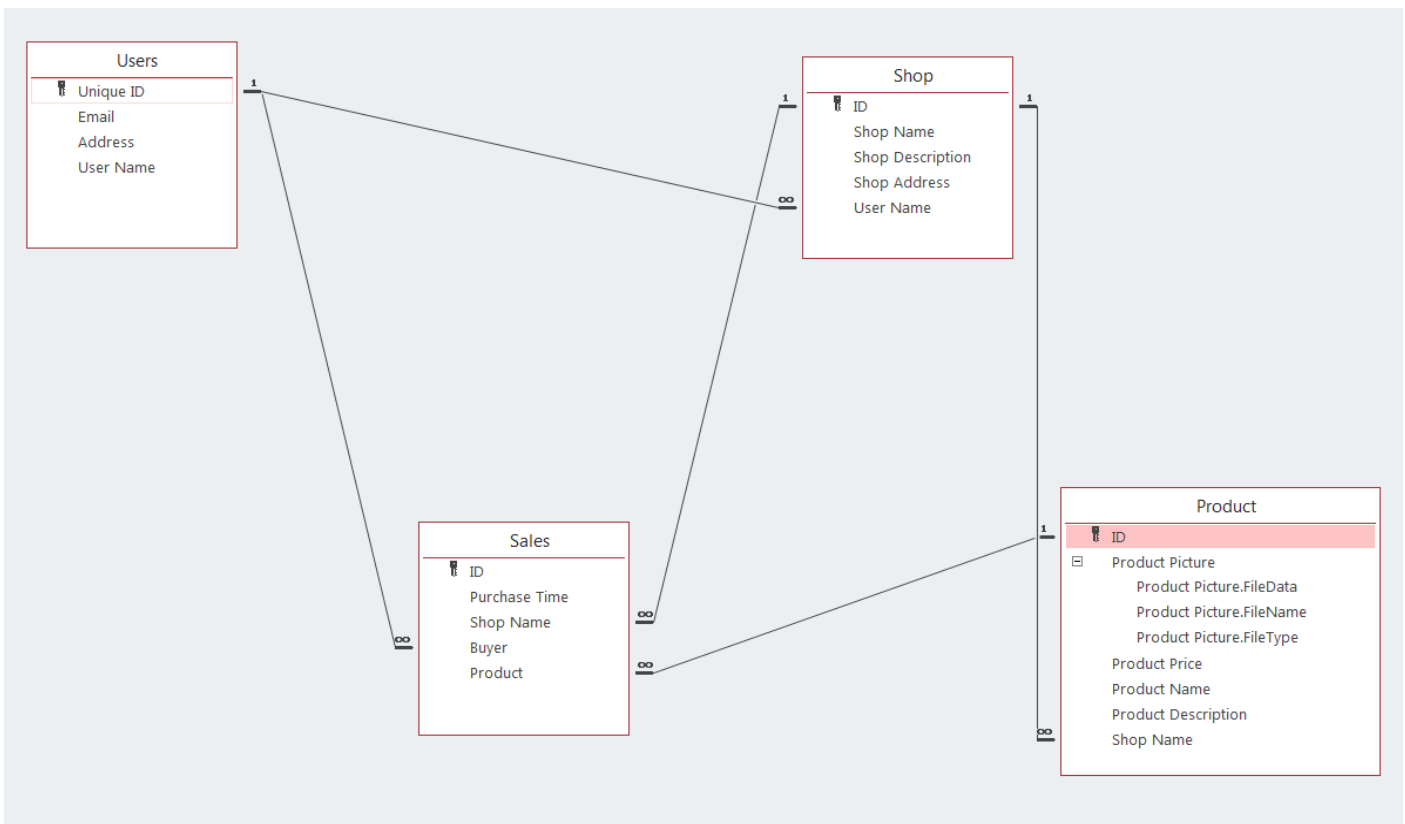 Users
Unique ID
Email
Address
User Name
1
Shop
ID
Shop Name
Shop Description
Shop Address
User Name
1
∞
1
Sales
ID
Purchase Time
Shop Name
Buyer
Product
∞
∞
∞
Product
ID
Product Picture
Product Picture.FileData
Product Picture.FileName
Product Picture.FileType
Product Price
Product Name
Product Description
Shop Name
1
∞